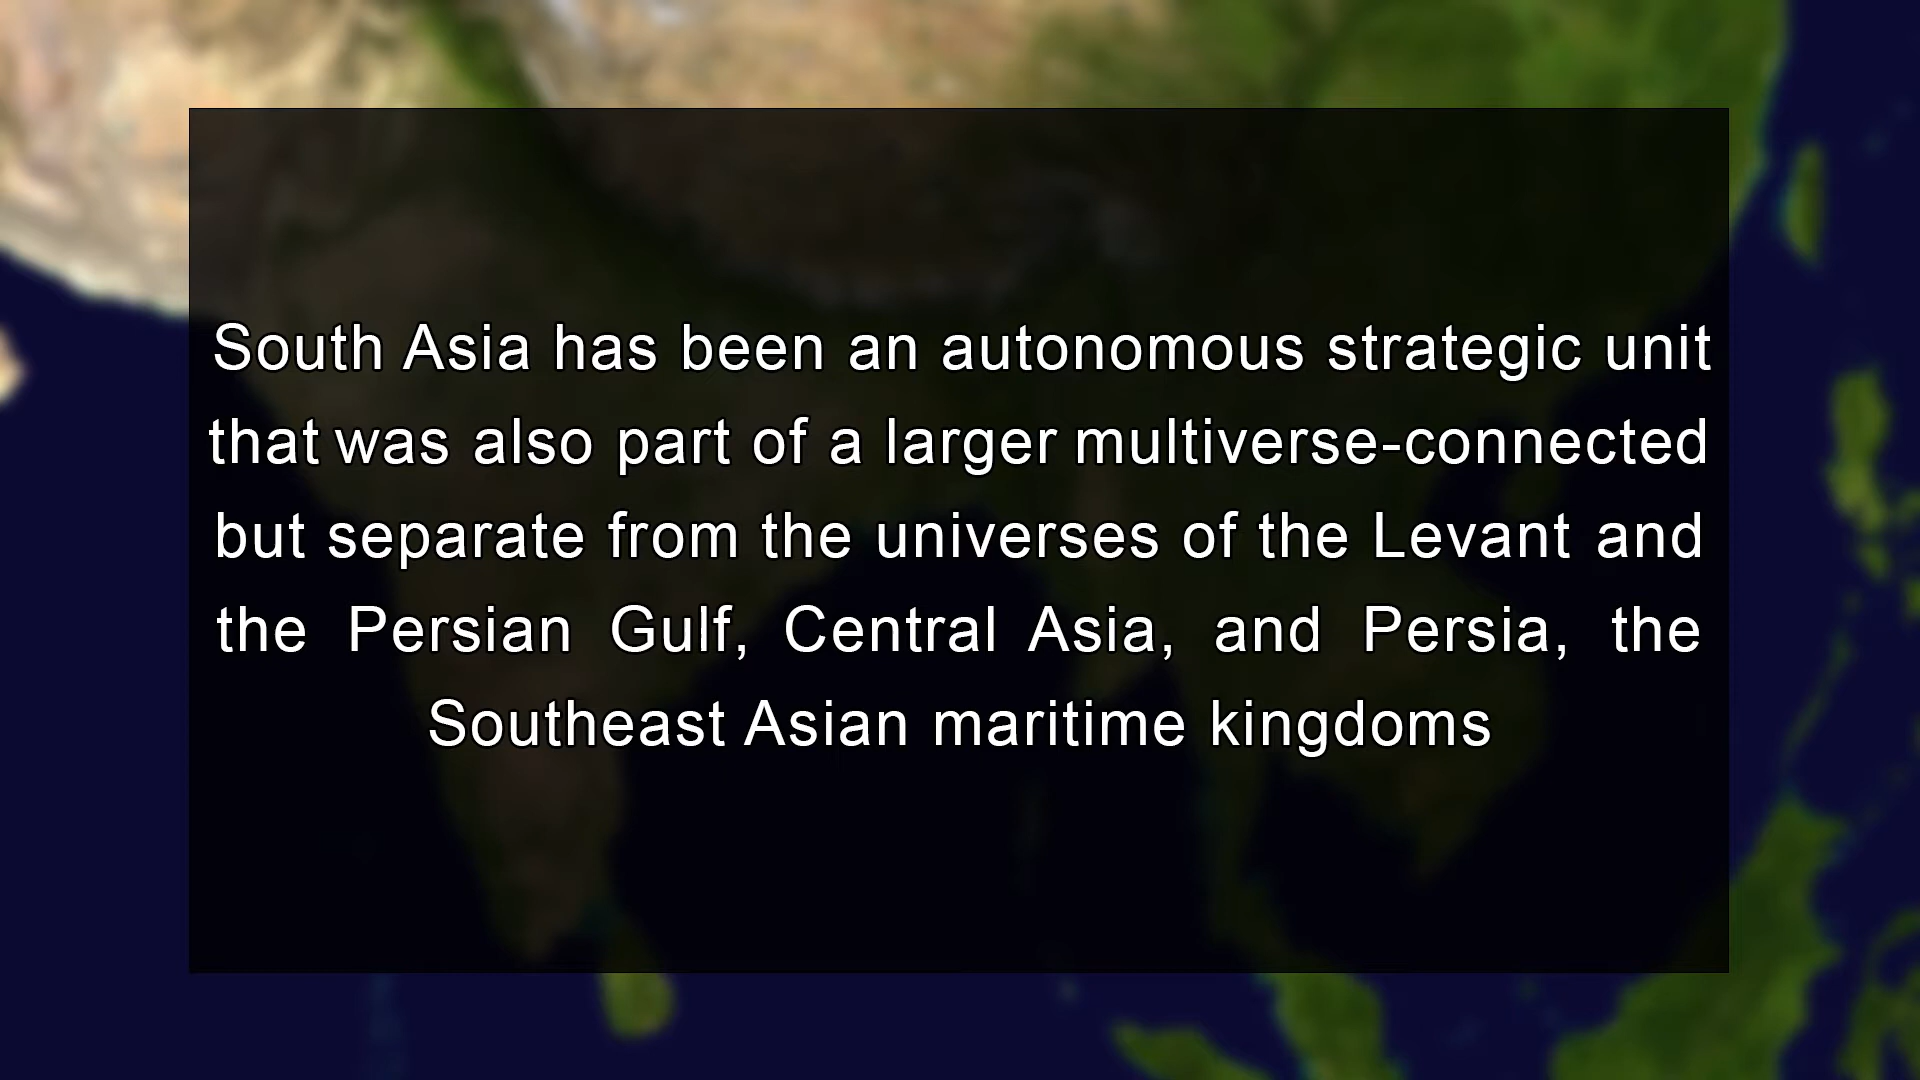 South Asia has been an autonomous strategic unit
that was also part of a larger multiverse-connected
but separate from the universes of the Levant and
the Persian Gulf, Central Asia, and Persia, the
Southeast Asian maritime kingdoms